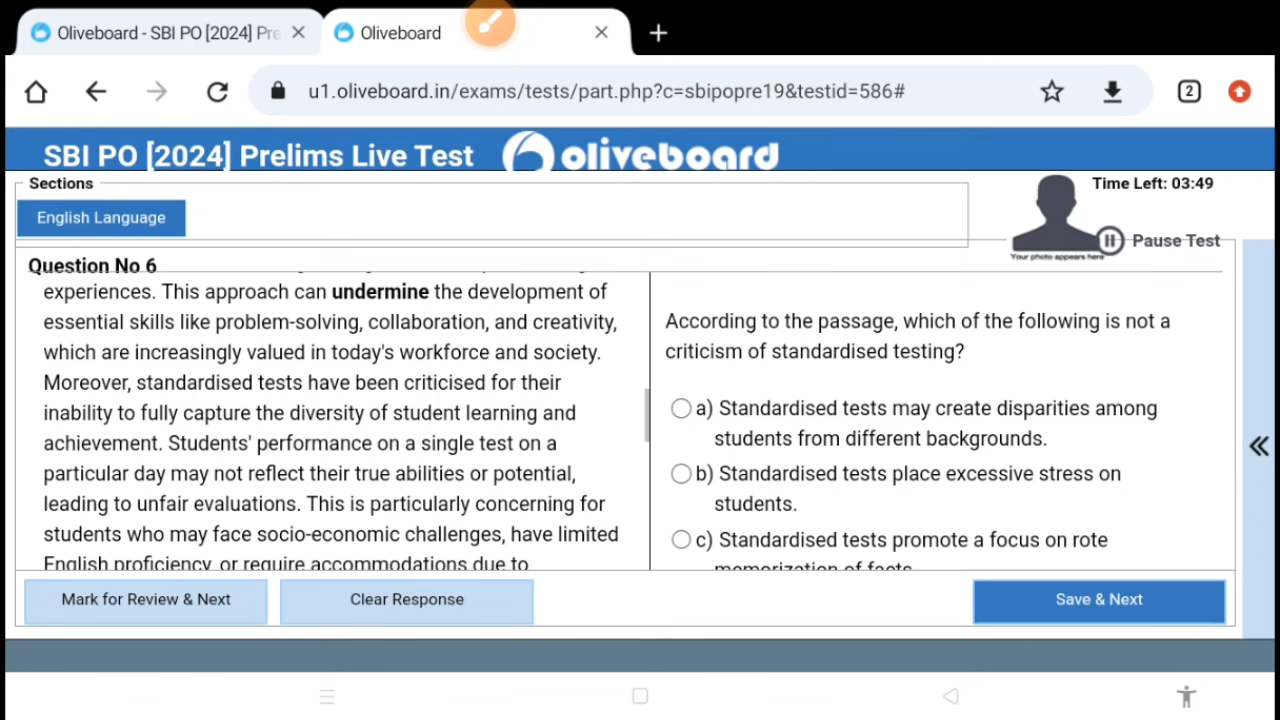 Oliveboard - SBI PO [2024] Pre
Oliveboard
u1.oliveboard.in/exams/tests/part.php?c=sbipopre19&testid=586#
2
SBI PO [2024] Prelims Live Test
oliveboard
Sections
English Language
Time Left: 03:49
Your photo appears here
Pause Test
Question No 6
experiences. This approach can undermine the development of
essential skills like problem-solving, collaboration, and creativity,
which are increasingly valued in today's workforce and society.
Moreover, standardised tests have been criticised for their
inability to fully capture the diversity of student learning and
achievement. Students' performance on a single test on a
particular day may not reflect their true abilities or potential,
leading to unfair evaluations. This is particularly concerning for
students who may face socio-economic challenges, have limited
English proficiency, or require accommodations due to
According to the passage, which of the following is not a
criticism of standardised testing?
a) Standardised tests may create disparities among
students from different backgrounds.
b) Standardised tests place excessive stress on
students.
c) Standardised tests promote a focus on rote
memorization of facts
Mark for Review & Next
Clear Response
Save & Next